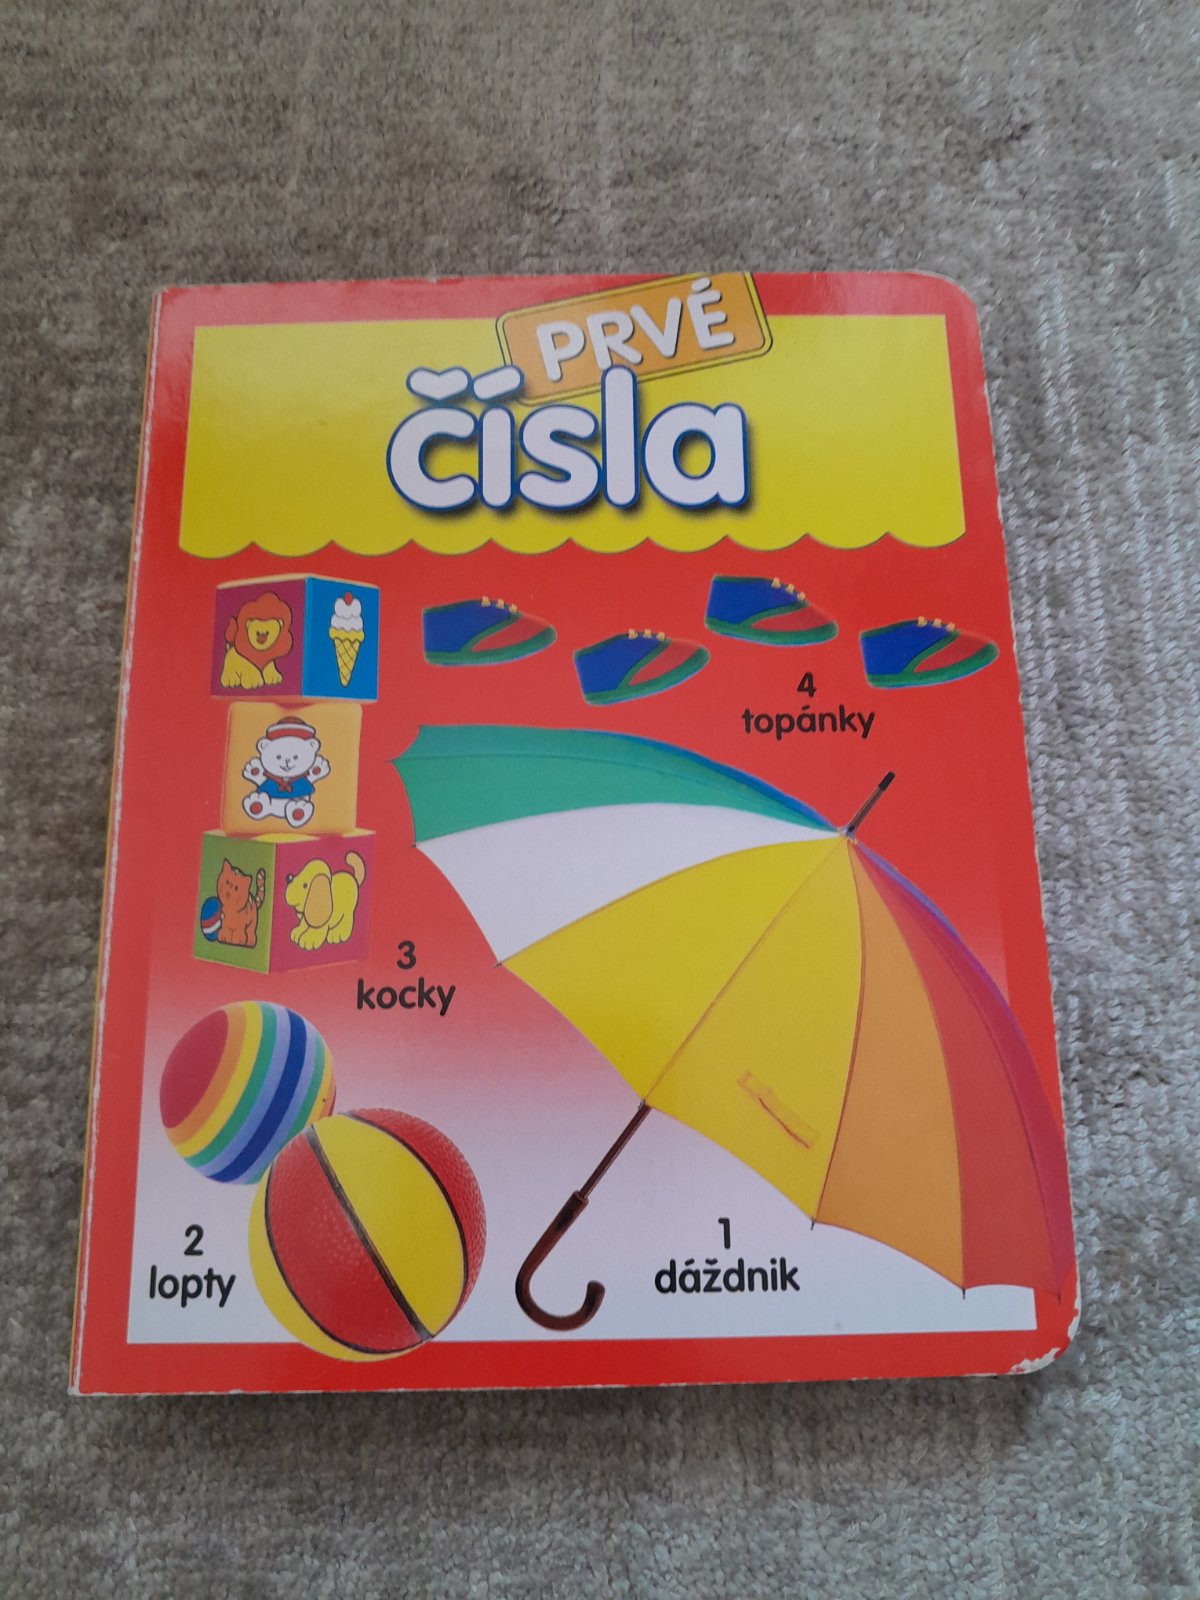 PRVÉ
čísla
4
topánky
3
kocky
2
lopty
1
dáždnik